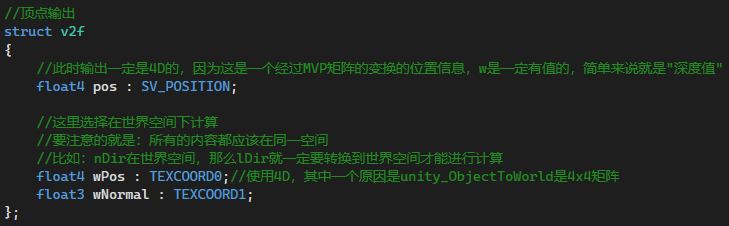 //顶点输出
struct v2f
{
//此时输出一定是4D的，因为这是一个经过MVP矩阵的变换的位置信息，w是一定有值的，简单来说就是"深度值"
float4 pos : SV_POSITION;
//这里选择在世界空间下计算
//要注意的就是：所有的内容都应该在同一空间
//比如：nDir在世界空间，那么lDir就一定要转换到世界空间才能进行计算
float4 wPos : TEXCOORD0;//使用4D，其中一个原因是unity_ObjectToWorld是4x4矩阵
float3 wNormal : TEXCOORD1;
};